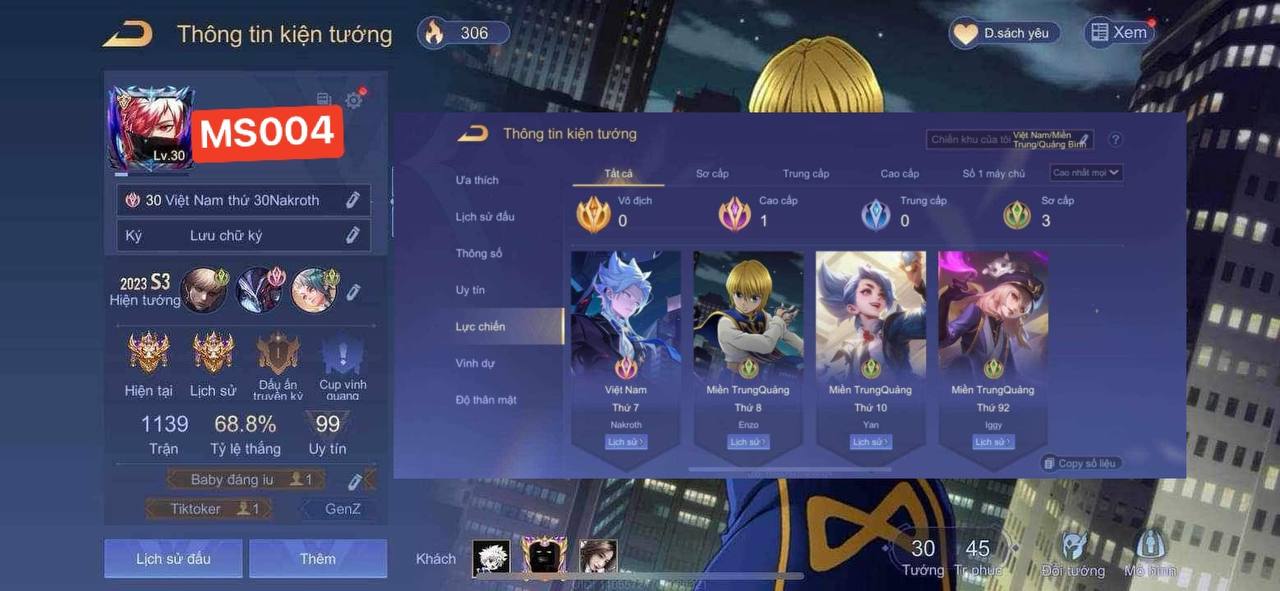 Thông tin kiện tướng
306
D.sách yêu
Xem
MS004
Lv.30
30 Việt Nam thứ 30Nakroth
Ký Lưu chữ ký
2023 S3
Hiện tướng
Hiện tại Lịch sử Dấu ấn truyền kỳ Cup vinh quang
1139 68.8% 99
Trận Tỷ lệ thắng Uy tín
Baby đáng iu 1
Tiktoker 1 GenZ
Lịch sử đấu Thêm
Thông tin kiện tướng
Chiến khu của tôi Việt Nam/Miền
Trung/Quảng Bình
?
Ưa thích
Lịch sử đấu
Thông số
Uy tín
Lực chiến
Vinh dự
Độ thân mật
Tất cả Sơ cấp Trung cấp Cao cấp Số 1 máy chủ Cao nhất mọi
Vô địch Cao cấp Trung cấp Sơ cấp
0 1 0 3
Việt Nam Miền TrungQuảng Miền TrungQuảng Miền TrungQuảng
Thứ 7 Thứ 8 Thứ 10 Thứ 92
Nakroth Enzo Yan Iggy
Lịch sử Lịch sử Lịch sử Lịch sử
Copy số liệu
Khách
30 45
Tướng Tr.phục Đổi tướng Mô hình